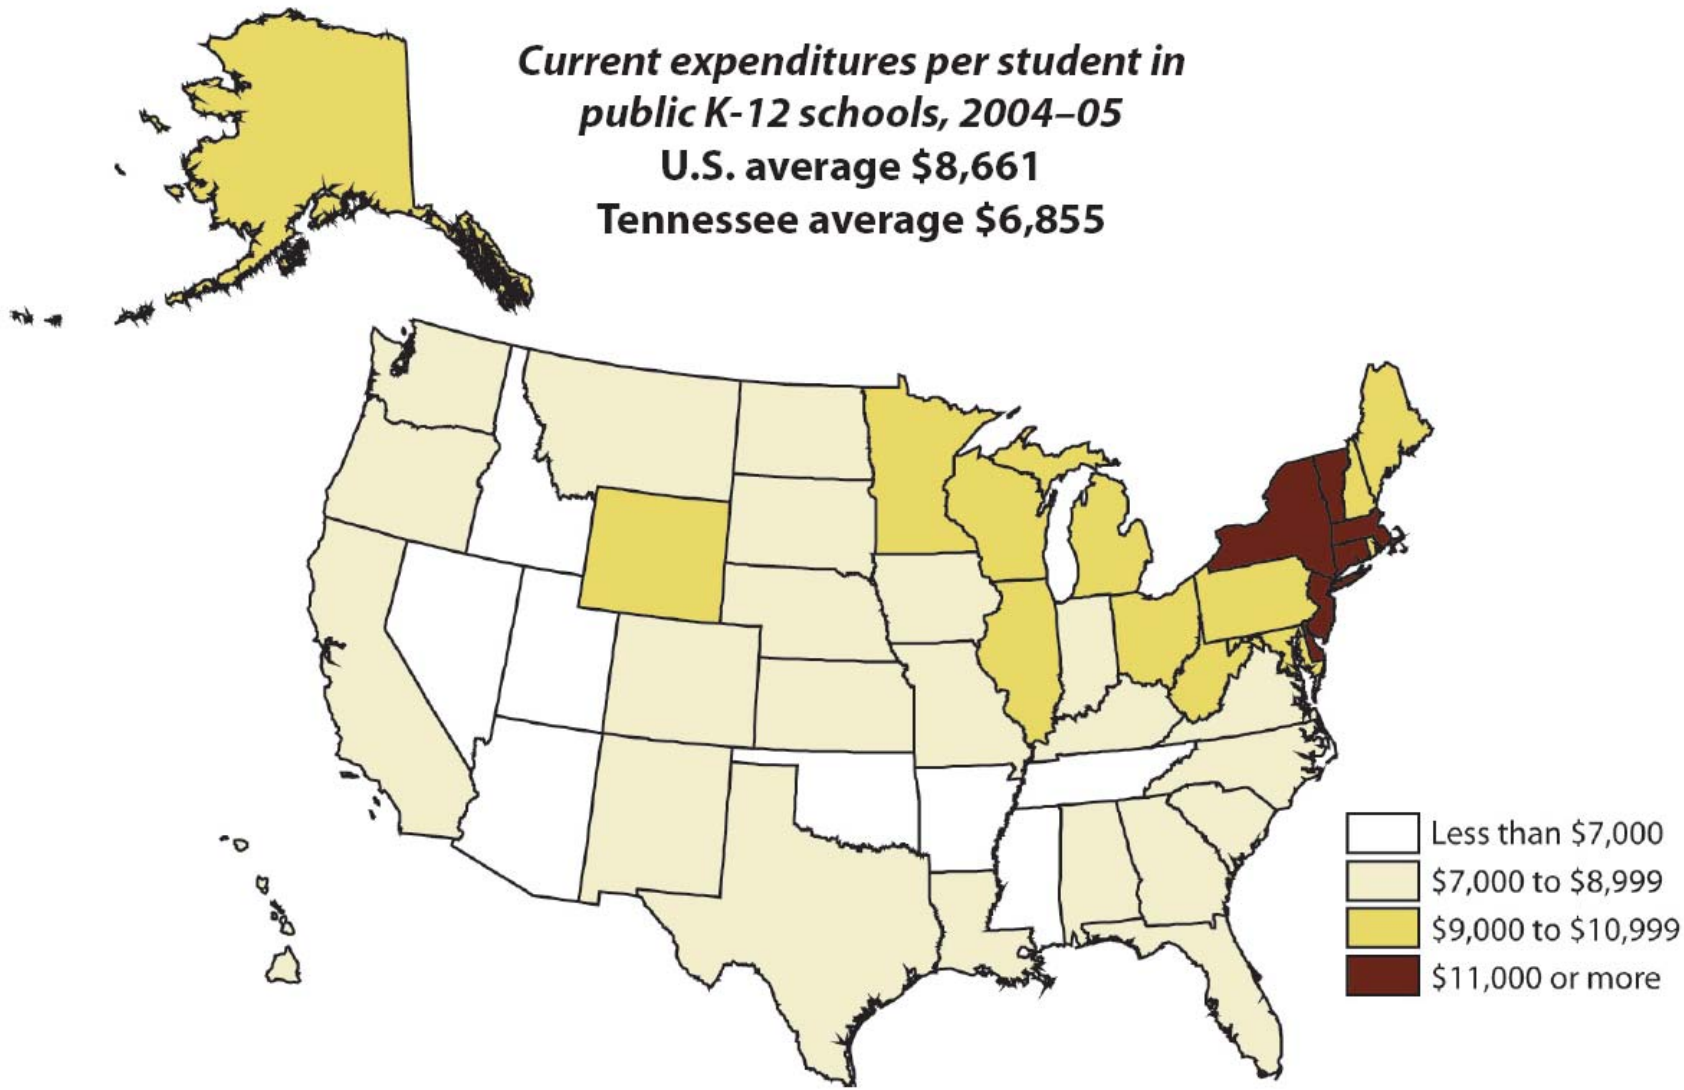 Current expenditures per student in
public K-12 schools, 2004–05
U.S. average $8,661
Tennessee average $6,855
Less than $7,000
$7,000 to $8,999
$9,000 to $10,999
$11,000 or more